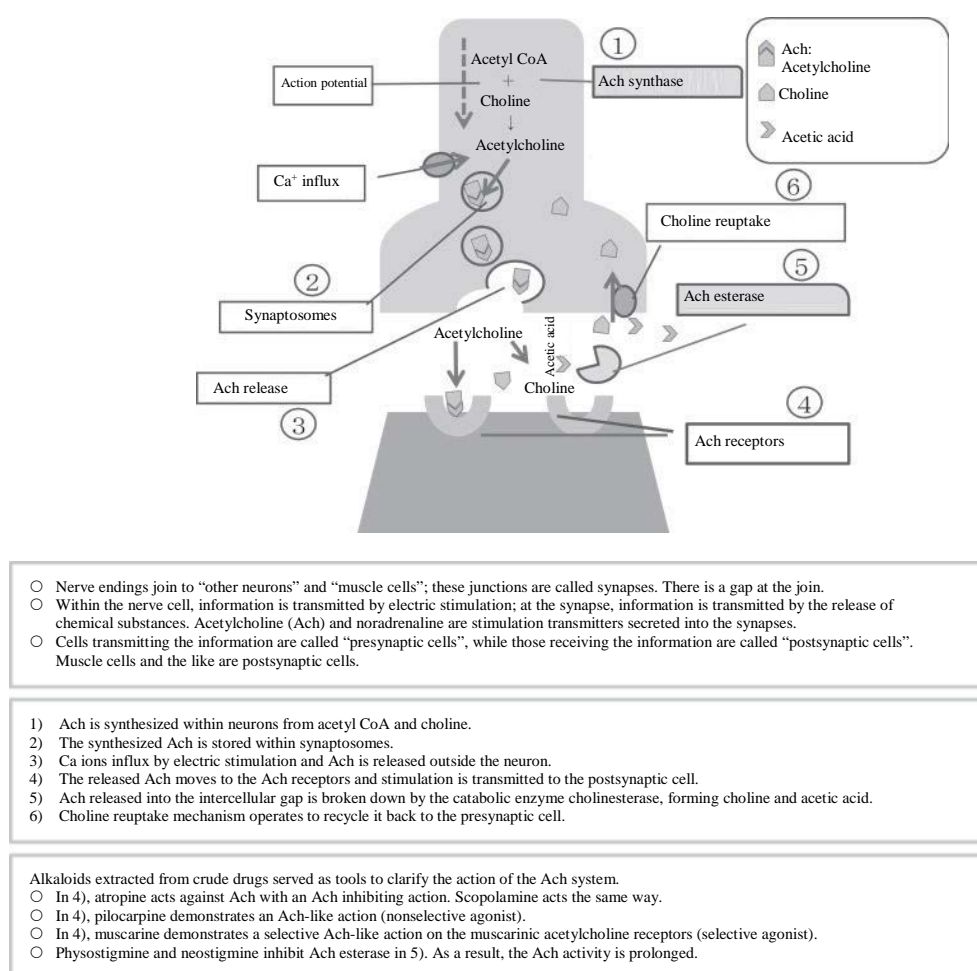 ①
Ach:
Acetylcholine
Acetyl CoA
Action potential
+
Ach synthase
Choline
Choline
↓
Acetic acid
Acetylcholine
Ca⁺ influx
⑥
Choline reuptake
②
⑤
Synaptosomes
Ach esterase
Acetylcholine
Acetic acid
Ach release
Choline
③
④
Ach receptors
○ Nerve endings join to “other neurons” and “muscle cells”; these junctions are called synapses. There is a gap at the join.
○ Within the nerve cell, information is transmitted by electric stimulation; at the synapse, information is transmitted by the release of
chemical substances. Acetylcholine (Ach) and noradrenaline are stimulation transmitters secreted into the synapses.
○ Cells transmitting the information are called “presynaptic cells”, while those receiving the information are called “postsynaptic cells”.
Muscle cells and the like are postsynaptic cells.
1) Ach is synthesized within neurons from acetyl CoA and choline.
2) The synthesized Ach is stored within synaptosomes.
3) Ca ions influx by electric stimulation and Ach is released outside the neuron.
4) The released Ach moves to the Ach receptors and stimulation is transmitted to the postsynaptic cell.
5) Ach released into the intercellular gap is broken down by the catabolic enzyme cholinesterase, forming choline and acetic acid.
6) Choline reuptake mechanism operates to recycle it back to the presynaptic cell.
Alkaloids extracted from crude drugs served as tools to clarify the action of the Ach system.
○ In 4), atropine acts against Ach with an Ach inhibiting action. Scopolamine acts the same way.
○ In 4), pilocarpine demonstrates an Ach-like action (nonselective agonist).
○ In 4), muscarine demonstrates a selective Ach-like action on the muscarinic acetylcholine receptors (selective agonist).
○ Physostigmine and neostigmine inhibit Ach esterase in 5). As a result, the Ach activity is prolonged.